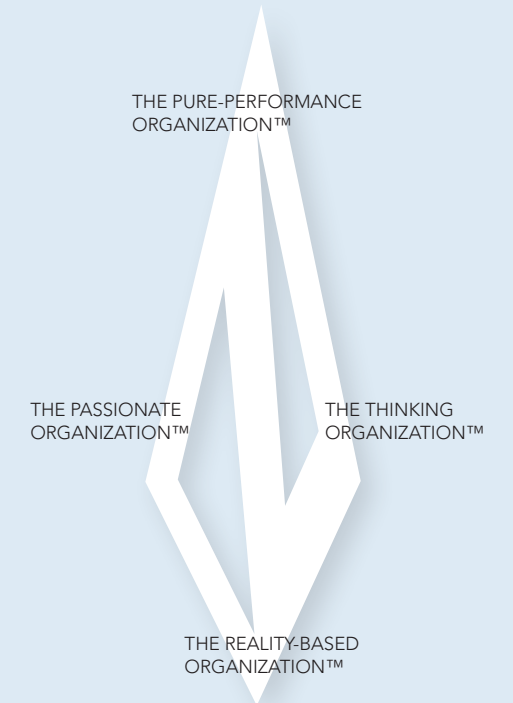 THE PURE-PERFORMANCE
ORGANIZATION™
THE PASSIONATE
ORGANIZATION™
THE THINKING
ORGANIZATION™
THE REALITY-BASED
ORGANIZATION™